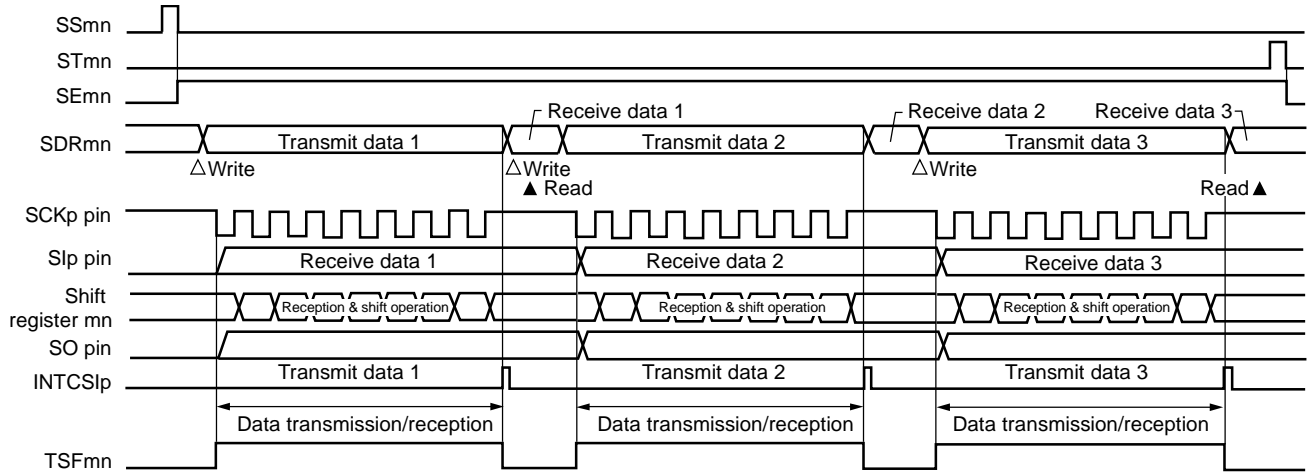 SSmn
STmn
SEmn
Receive data 1
Receive data 2
Receive data 3
SDRmn
Transmit data 1
Transmit data 2
Transmit data 3
△Write
△Write
△Write
▲ Read
Read▲
SCKp pin
SIp pin
Receive data 1
Receive data 2
Receive data 3
Shift
register mn
Reception & shift operation
Reception & shift operation
Reception & shift operation
SO pin
Transmit data 1
Transmit data 2
Transmit data 3
INTCSIp
Data transmission/reception
Data transmission/reception
Data transmission/reception
TSFmn